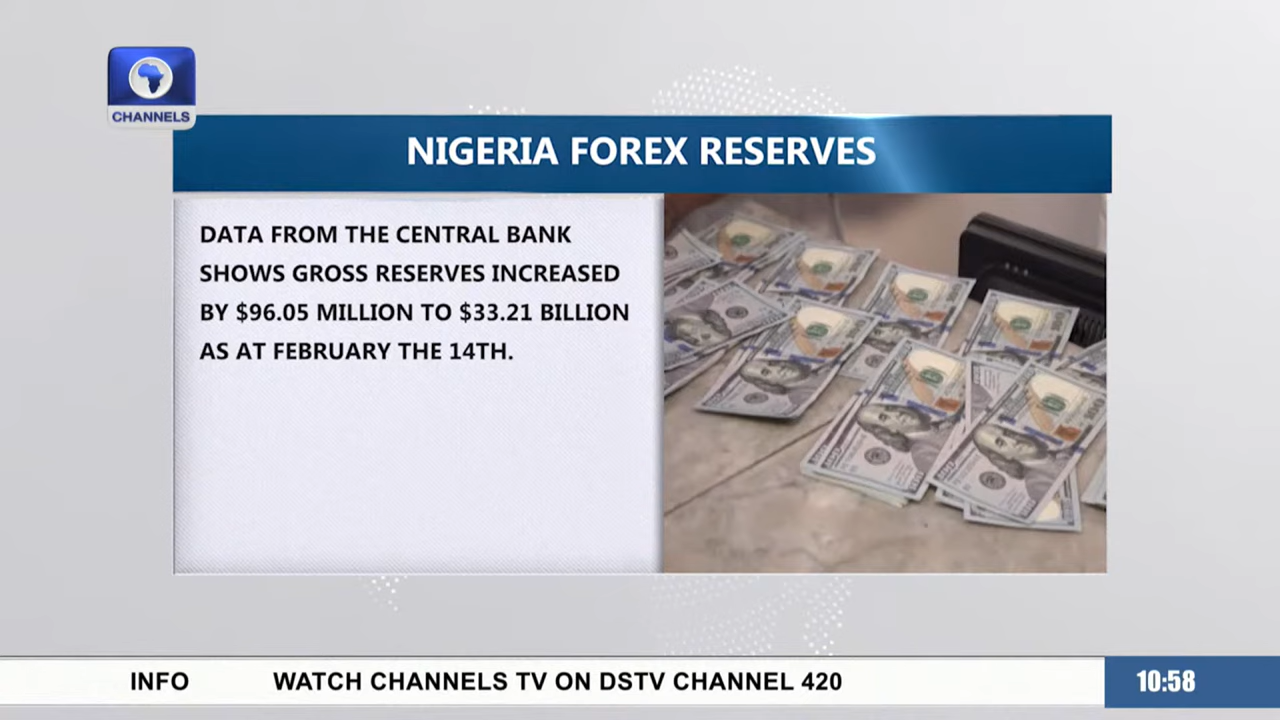 CHANNELS
NIGERIA FOREX RESERVES
DATA FROM THE CENTRAL BANK
SHOWS GROSS RESERVES INCREASED
BY $96.05 MILLION TO $33.21 BILLION
AS AT FEBRUARY THE 14TH.
INFO WATCH CHANNELS TV ON DSTV CHANNEL 420 10:58